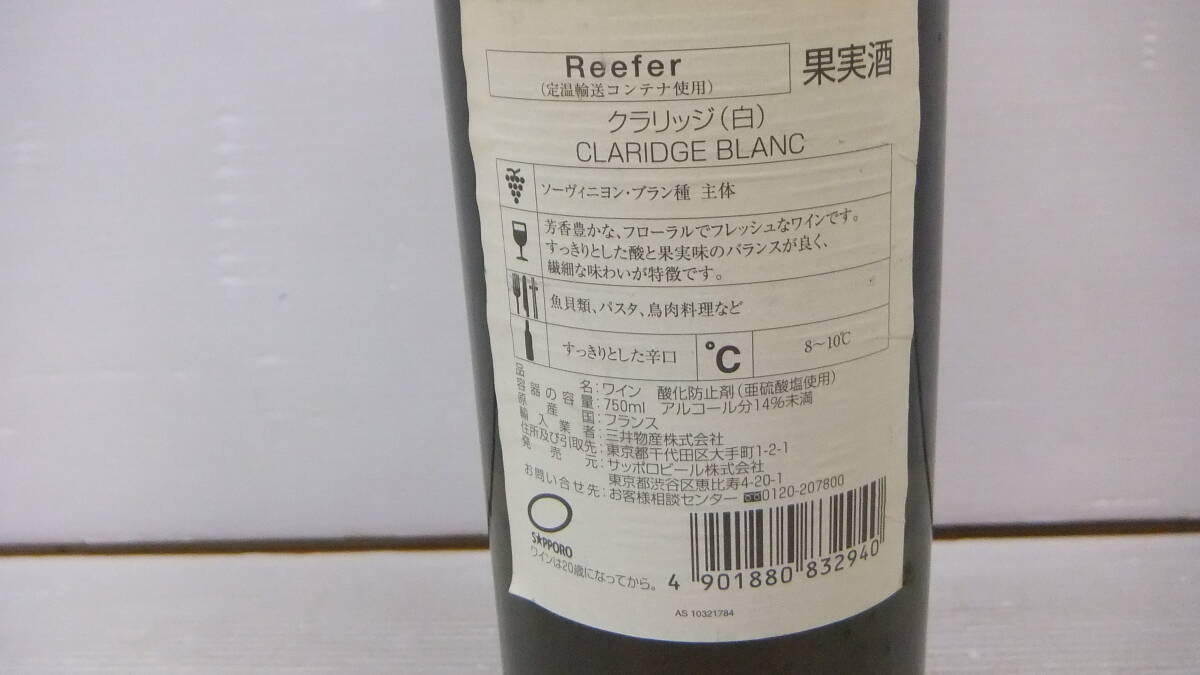 Reefer
(定温輸送コンテナ使用)
果実酒
クラリッジ(白)
CLARIDGE BLANC
ソーヴィニヨン・ブラン種 主体
芳香豊かな、フローラルでフレッシュなワインです。
すっきりとした酸と果実味のバランスが良く、
繊細な味わいが特徴です。
魚貝類、パスタ、鳥肉料理など
すっきりとした辛口
℃
8〜10℃
品名:ワイン 酸化防止剤(亜硫酸塩使用)
容器の容量:750ml アルコール分14%未満
原産国:フランス
輸入業者:三井物産株式会社
住所及び引取先:東京都千代田区大手町1-2-1
発売元:サッポロビール株式会社
東京都渋谷区恵比寿4-20-1
お問い合せ先:お客様相談センター 0120-207800
S★PPORO
ワインは20歳になってから。
4 901880 832940
AS 10321784